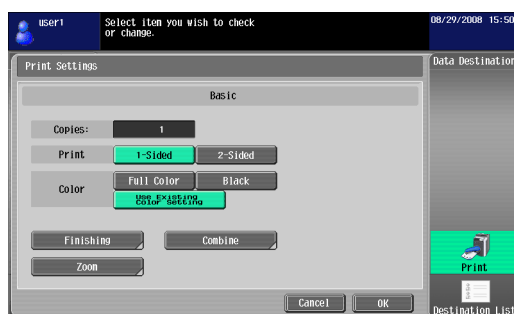 user1
Select item you wish to check
or change.
08/29/2008 15:50
Print Settings
Data Destination
Basic
Copies: 1
Print 1-Sided 2-Sided
Color Full Color Black
Use Existing
Color Setting
Finishing Combine
Zoom
Print
Cancel OK
Destination List